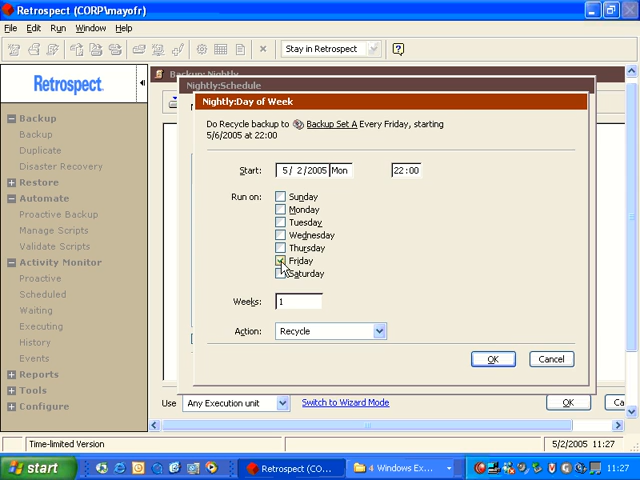 Retrospect (CORP\mayofr)
File Edit Run Window Help
Stay in Retrospect
Retrospect.
Backup
Backup
Duplicate
Disaster Recovery
Restore
Automate
Proactive Backup
Manage Scripts
Validate Scripts
Activity Monitor
Proactive
Scheduled
Waiting
Executing
History
Events
Reports
Tools
Configure
Backup: Nightly
Nightly:Schedule
Nightly:Day of Week
Do Recycle backup to Backup Set A Every Friday, starting
5/6/2005 at 22:00
Start: 5/ 2/2005 Mon 22:00
Run on: Sunday
Monday
Tuesday
Wednesday
Thursday
Friday
Saturday
Weeks: 1
Action: Recycle
OK Cancel
Use Any Execution unit Switch to Wizard Mode OK Ca
Time-limited Version 5/2/2005 11:27
start Retrospect (CO... 4 Windows Ex... 11:27